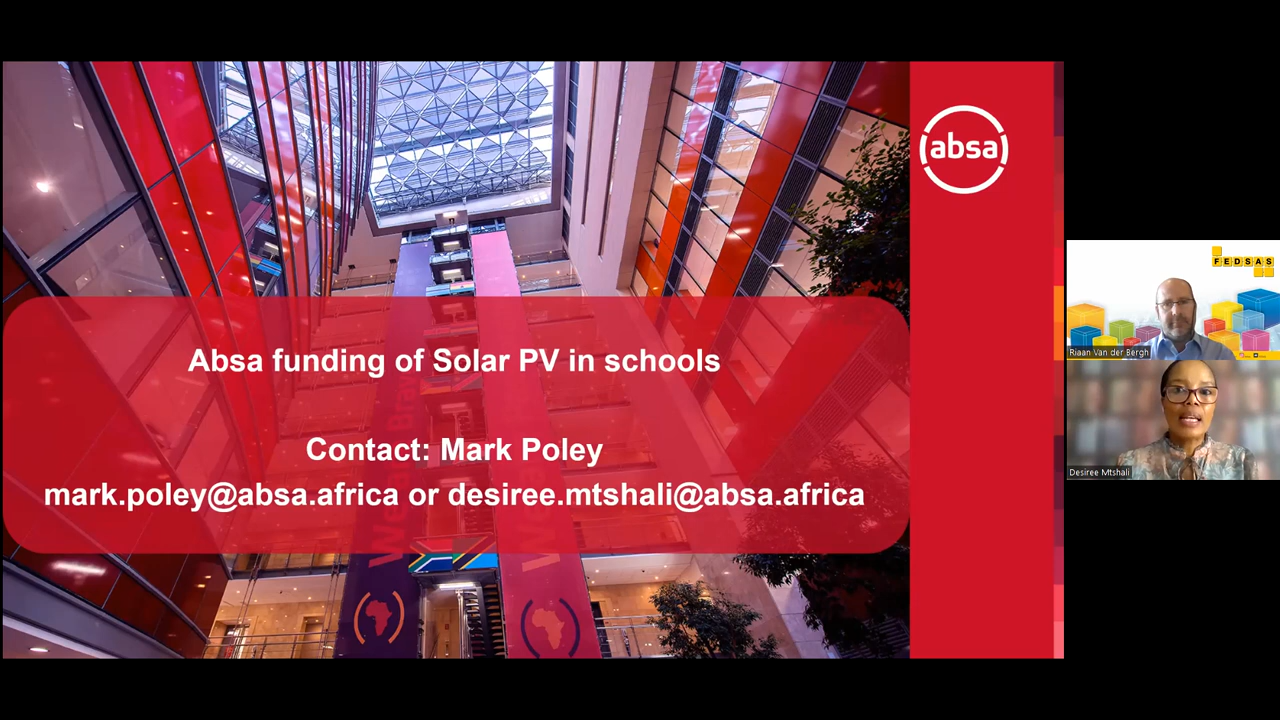 absa
Absa funding of Solar PV in schools
Contact: Mark Poley
mark.poley@absa.africa or desiree.mtshali@absa.africa
FEDSAS
Riaan Van der Bergh
Desiree Mtshali